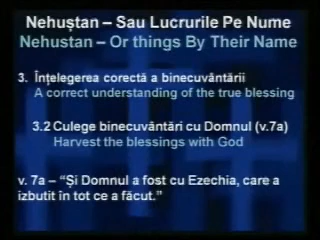 Nehuștan – Sau Lucrurile Pe Nume
Nehustan – Or things By Their Name
3. Înțelegerea corectă a binecuvântării
A correct understanding of the true blessing
3.2 Culege binecuvântări cu Domnul (v.7a)
Harvest the blessings with God
v. 7a – “Și Domnul a fost cu Ezechia, care a
izbutit în tot ce a făcut.”